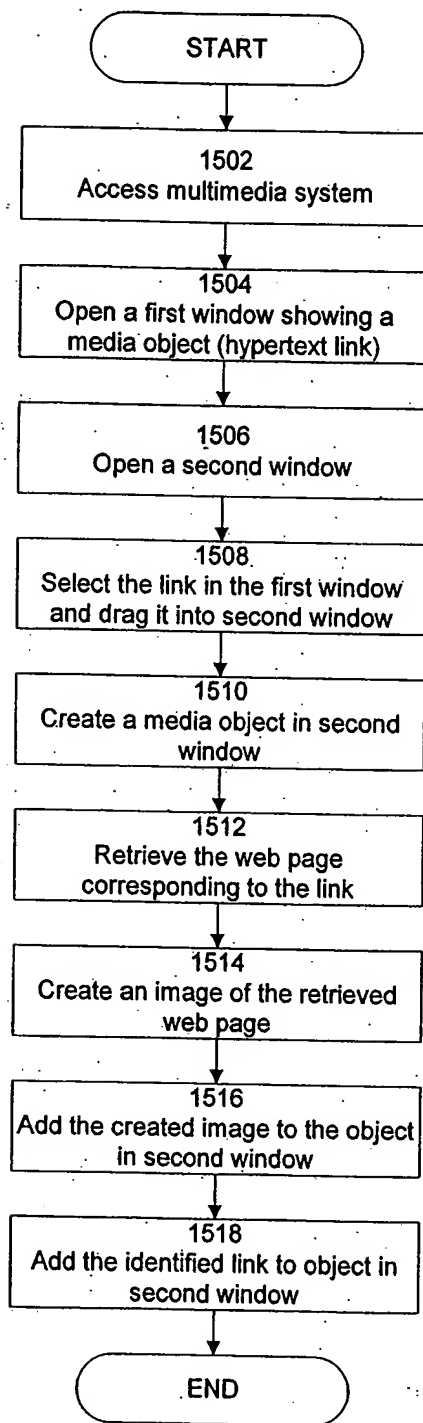 START
1502
Access multimedia system
1504
Open a first window showing a
media object (hypertext link)
1506
Open a second window
1508
Select the link in the first window
and drag it into second window
1510
Create a media object in second
window
1512
Retrieve the web page
corresponding to the link
1514
Create an image of the retrieved
web page
1516
Add the created image to the object
in second window
1518
Add the identified link to object in
second window
END